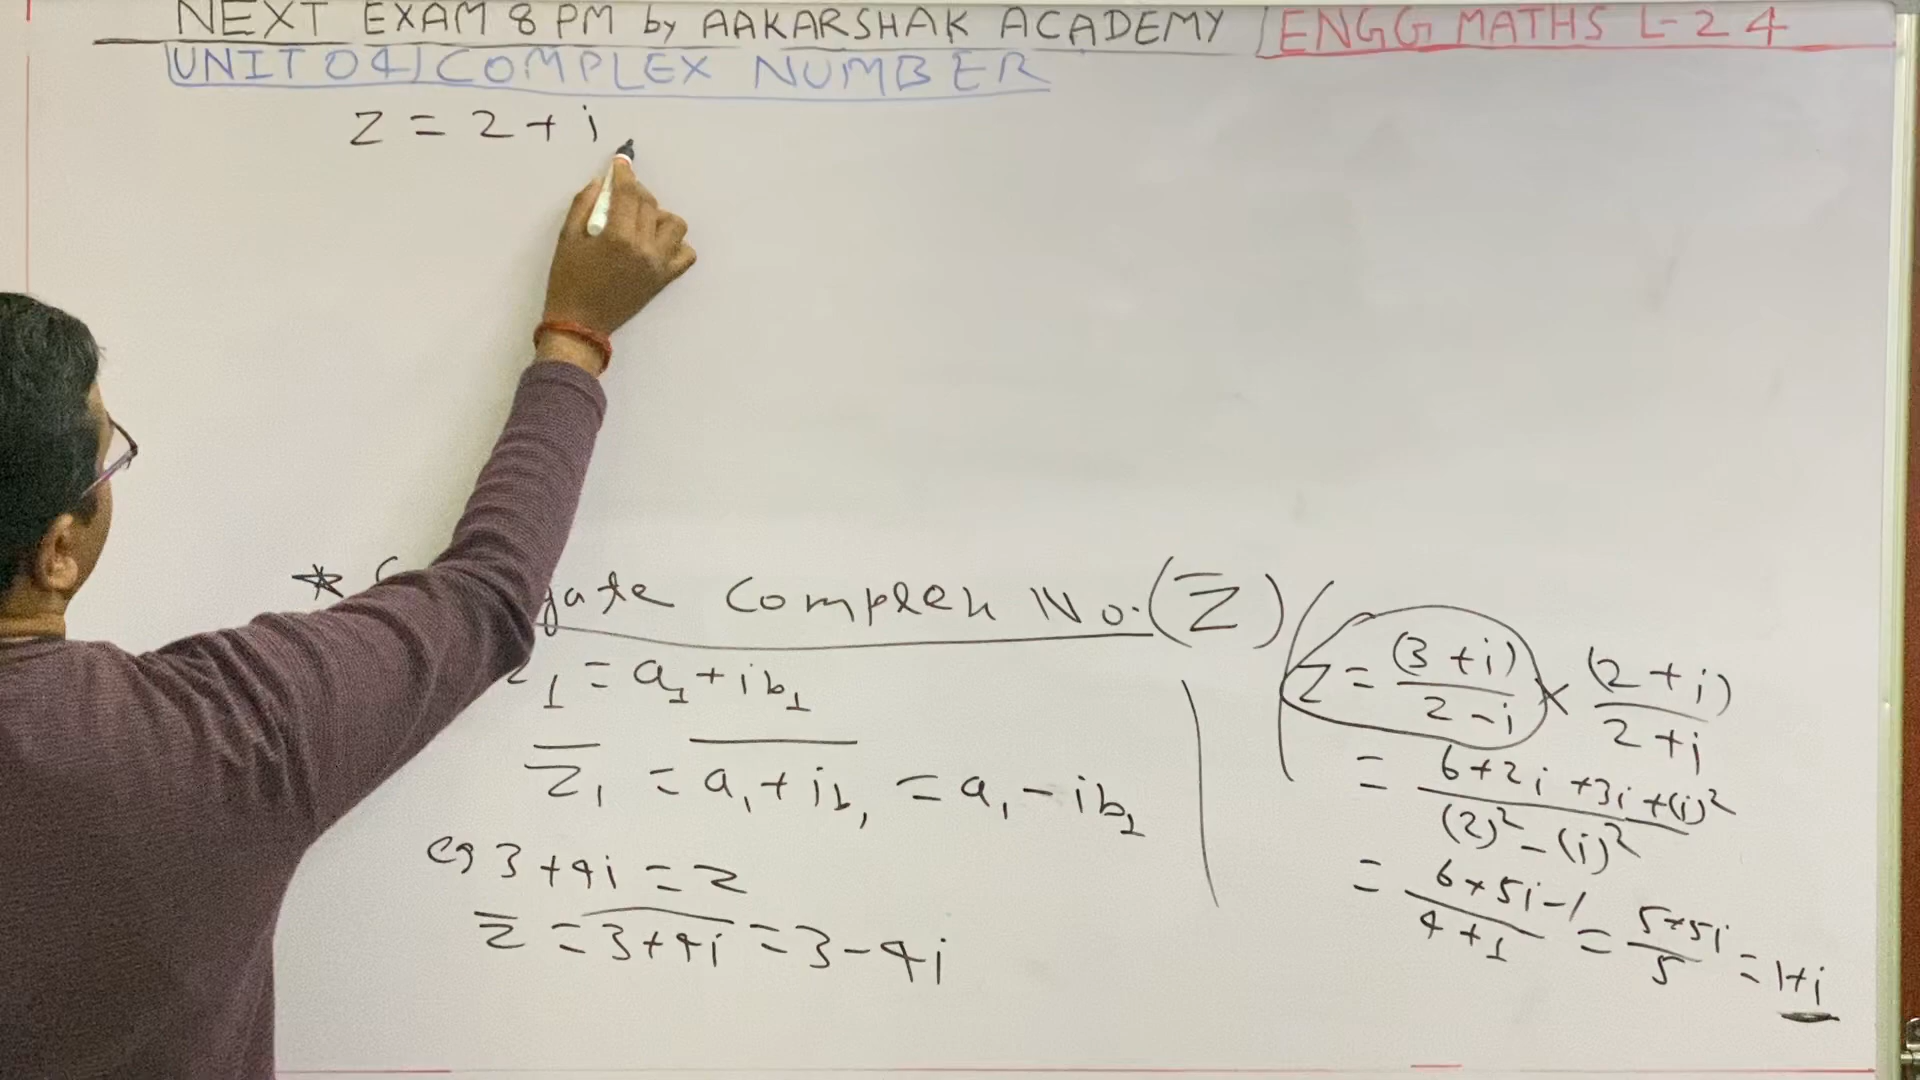 NEXT EXAM 8 PM by AAKARSHAK ACADEMY ENGG MATHS L-24
UNIT 04 COMPLEX NUMBER
z = 2 + i
Complex No. (z̅)
z₁ = a₁ + ib₁
z̅₁ = a₁ + ib₁ = a₁ - ib₁
eg 3 + 4i = z
z̅ = 3 + 4i = 3 - 4i
z = (3 + i) / 2 - i × (2 + i) / 2 + i
= 6 + 2i + 3i + (i)² / (2)² - (i)²
= 6 + 5i - 1 / 4 + 1 = 5 + 5i / 5 = 1 + i